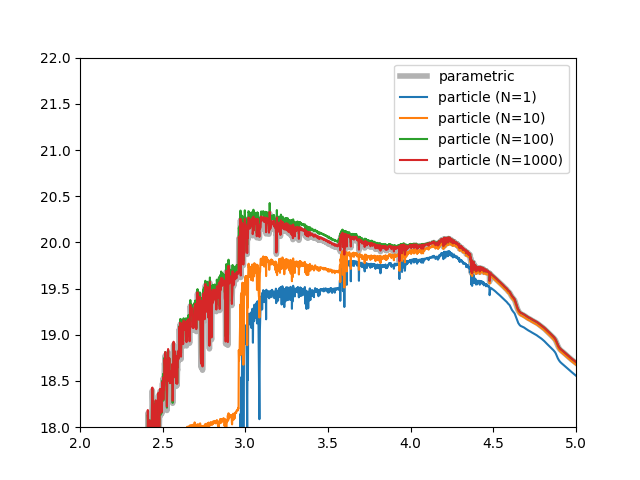 22.0
21.5
21.0
20.5
20.0
19.5
19.0
18.5
18.0
2.0 2.5 3.0 3.5 4.0 4.5 5.0
parametric
particle (N=1)
particle (N=10)
particle (N=100)
particle (N=1000)